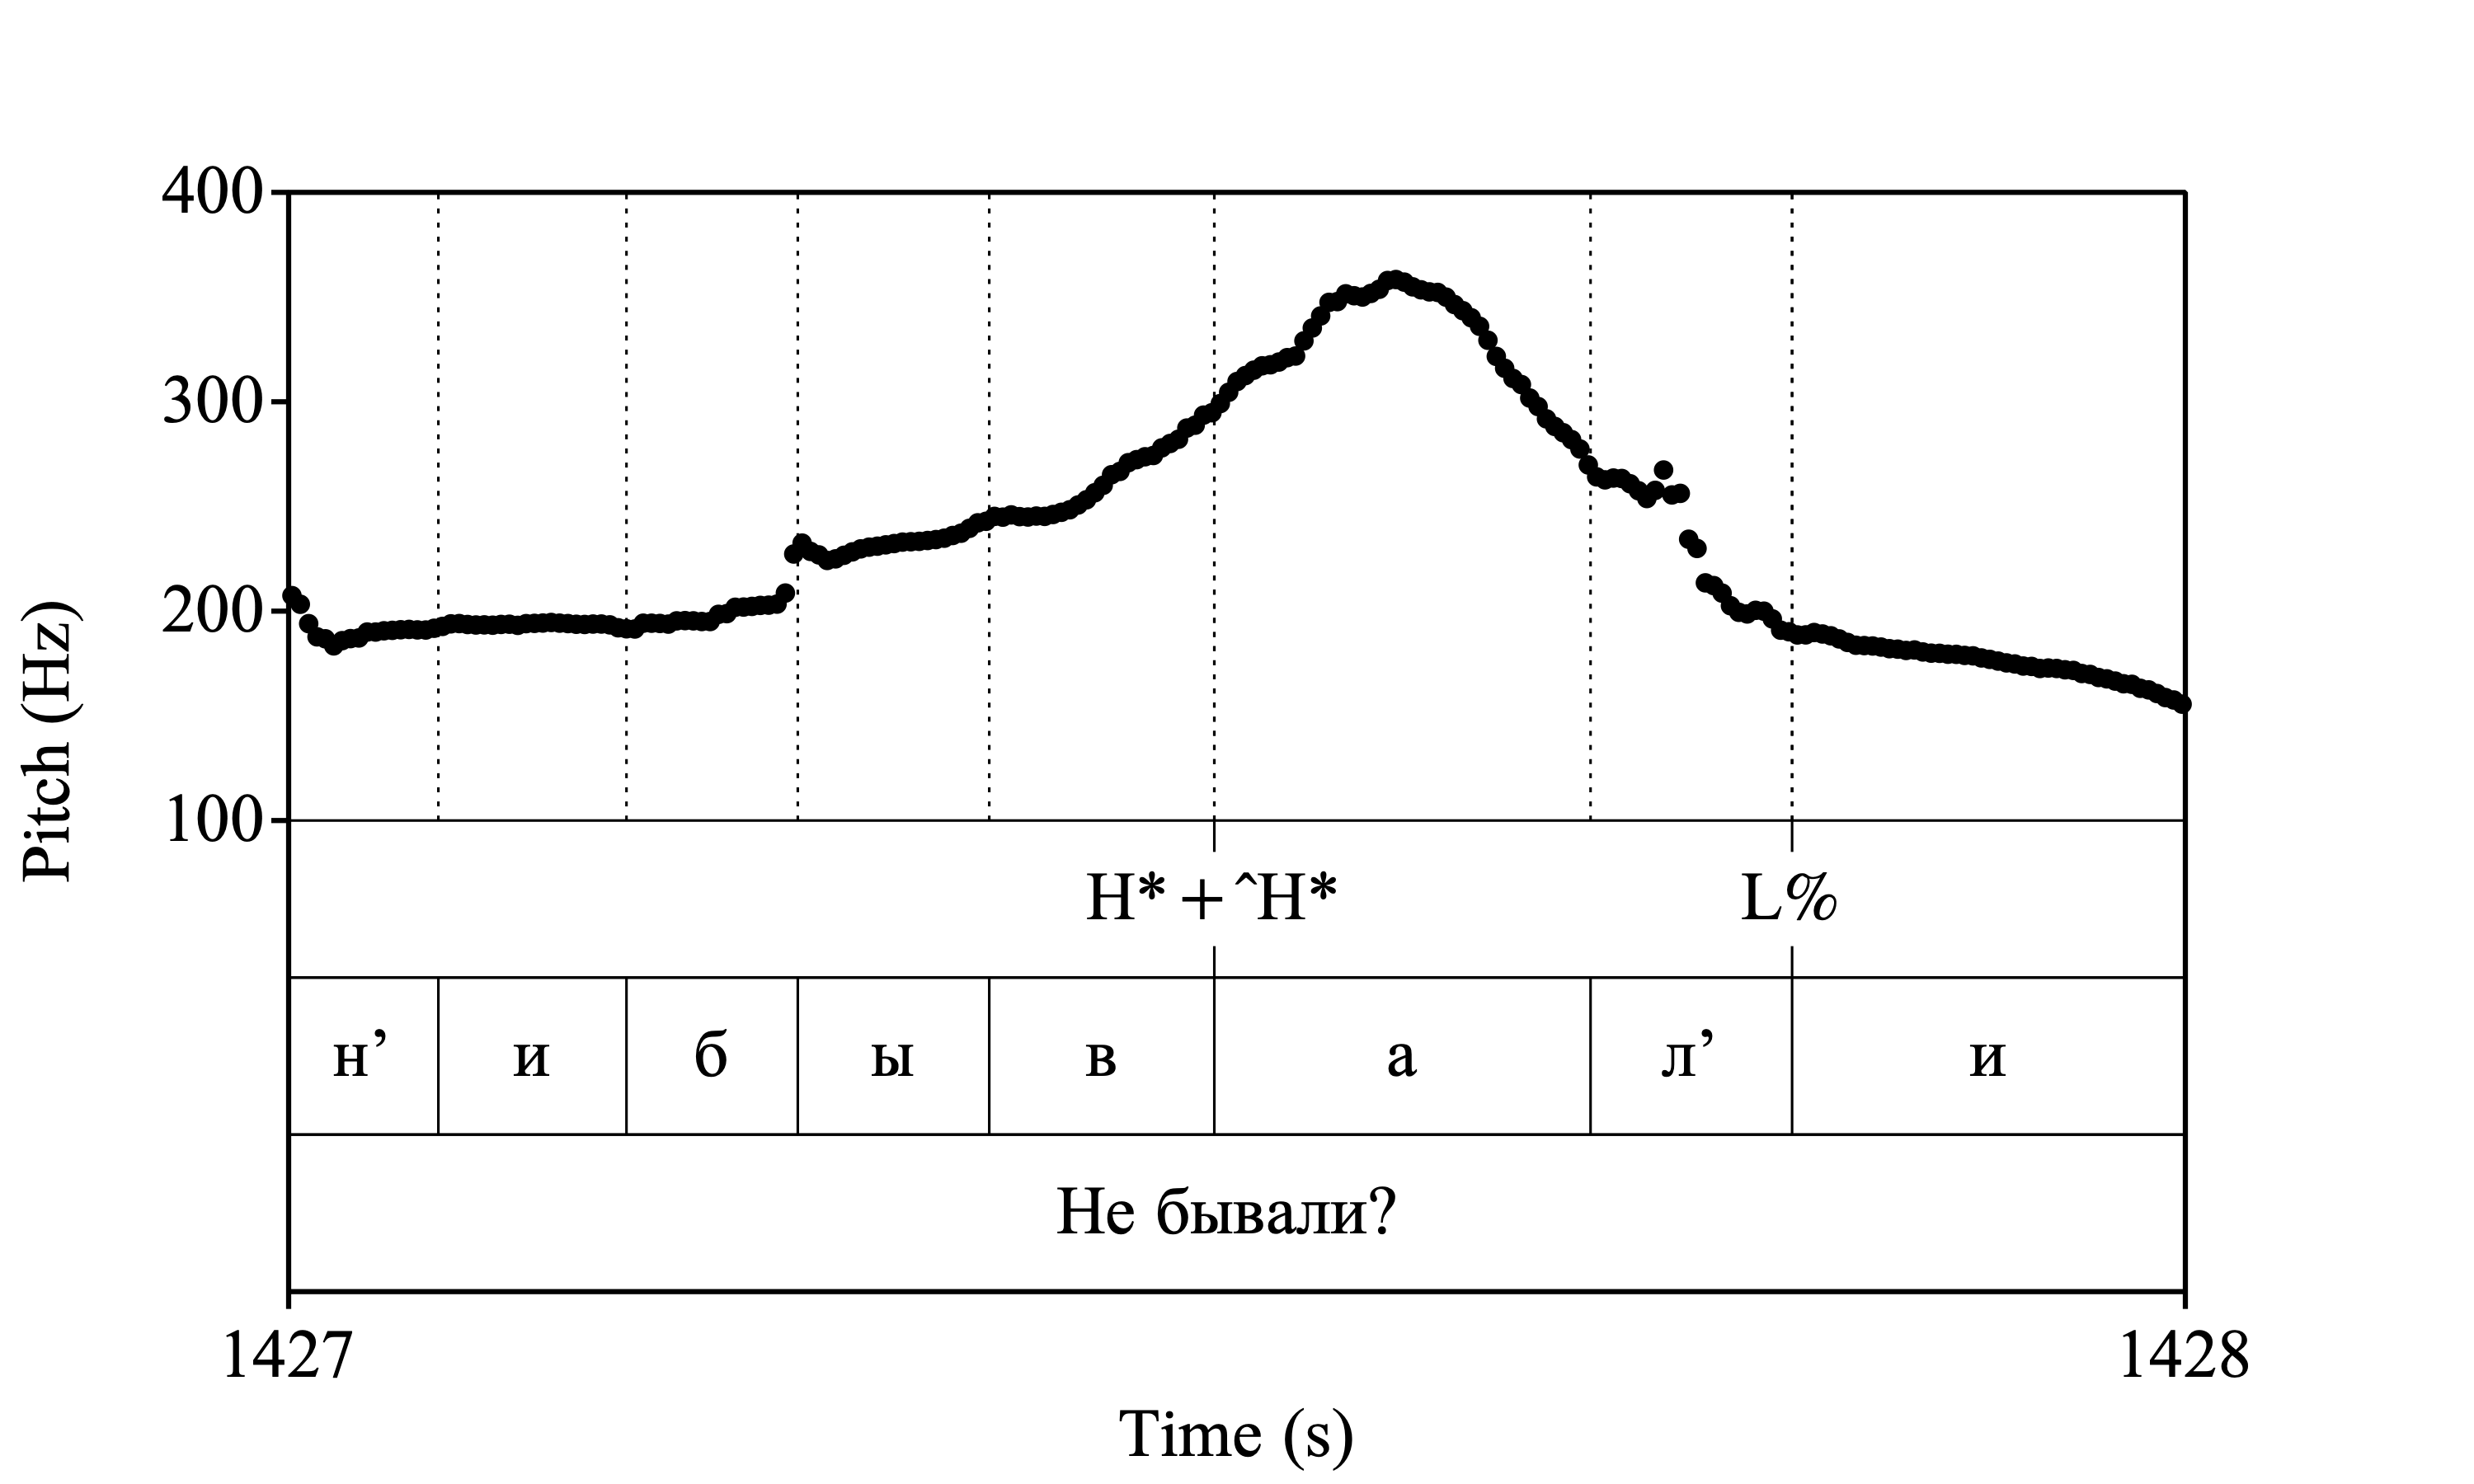 400
300
200
100
Pitch (Hz)
H* + ^H* L%
н’ и б ы в а л’ и
Не бывали?
1427 1428
Time (s)